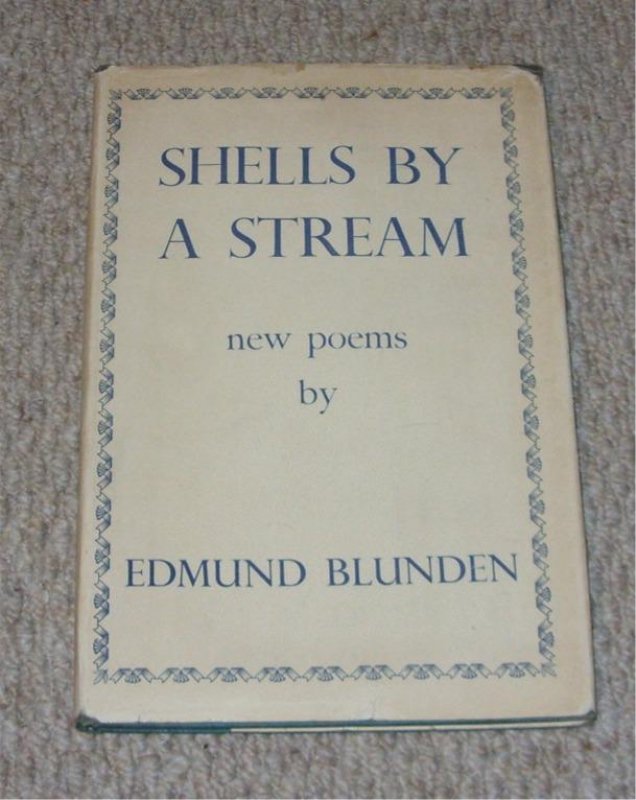 SHELLS BY
A STREAM
new poems
by
EDMUND BLUNDEN